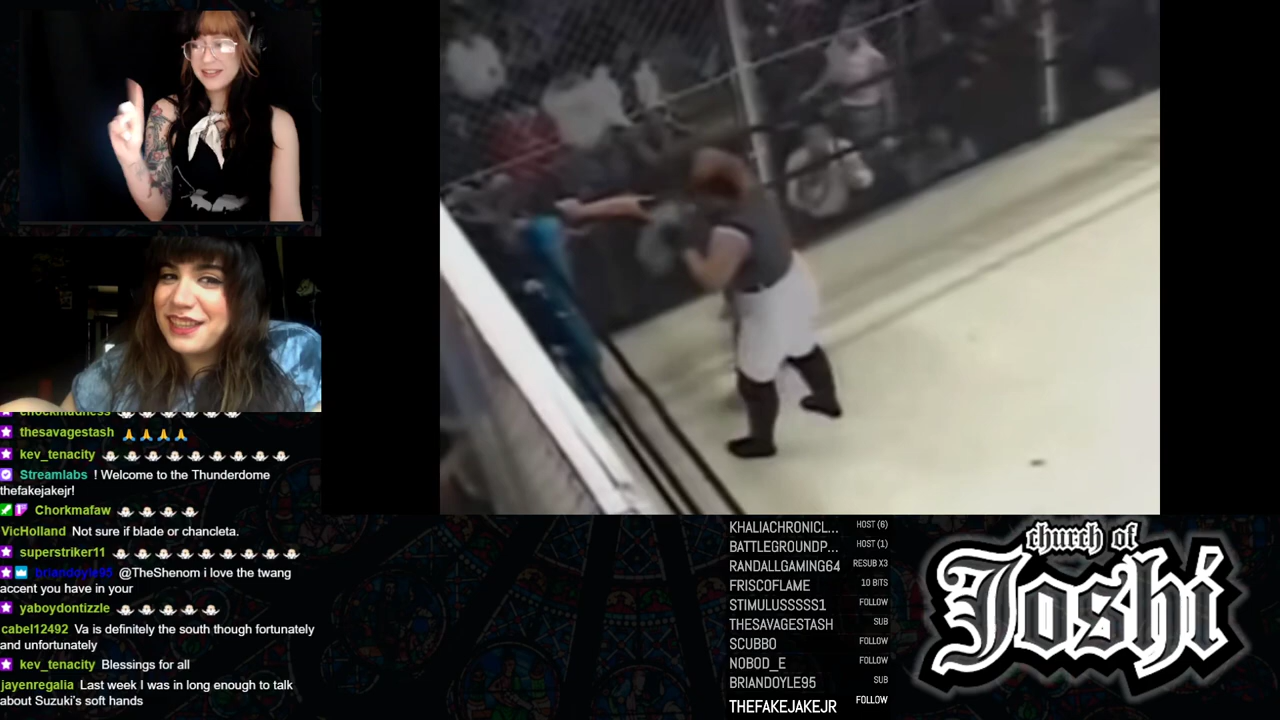 chockmadness
thesavagestash
kev_tenacity
Streamlabs ! Welcome to the Thunderdome
thefakejakejr!
Chorkmafaw
VicHolland Not sure if blade or chancleta.
superstriker11
briandoyle95 @TheShenom i love the twang
accent you have in your
yaboydontizzle
cabel12492 Va is definitely the south though fortunately
and unfortunately
kev_tenacity Blessings for all
jayenregalia Last week I was in long enough to talk
about Suzuki's soft hands
KHALIACHRONICL... HOST (6)
BATTLEGROUNDP... HOST (1)
RANDALLGAMING64 RESUB X3
FRISCOFLAME 10 BITS
STIMULUSSSSS1 FOLLOW
THESAVAGESTASH SUB
SCUBBO FOLLOW
NOBOD_E FOLLOW
BRIANDOYLE95 SUB
THEFAKEJAKEJR FOLLOW
church of
Joshi